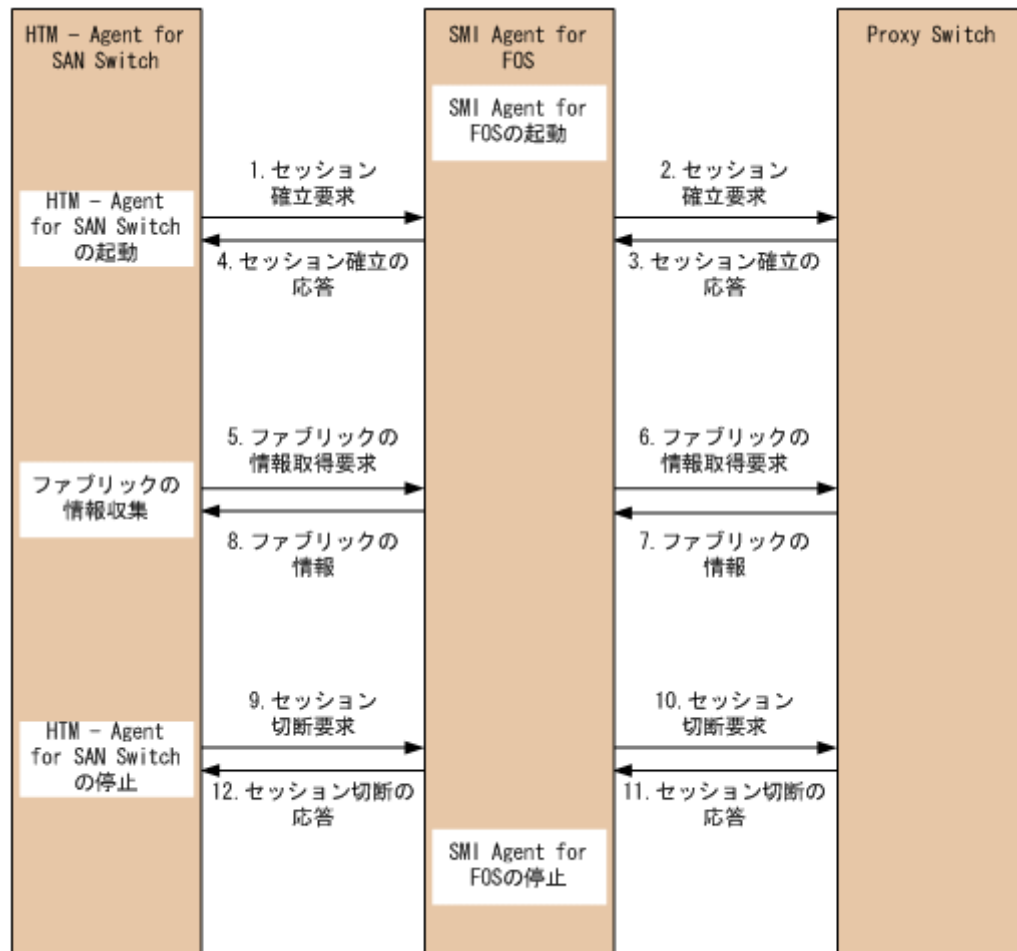 HTM - Agent for
SAN Switch
SMI Agent for
FOS
Proxy Switch
SMI Agent for
FOSの起動
1. セッション
確立要求
2. セッション
確立要求
HTM - Agent
for SAN Switch
の起動
4. セッション確立の
応答
3. セッション確立の
応答
5. ファブリックの
情報取得要求
6. ファブリックの
情報取得要求
ファブリックの
情報収集
8. ファブリックの
情報
7. ファブリックの
情報
9. セッション
切断要求
10. セッション
切断要求
HTM - Agent
for SAN Switch
の停止
12. セッション切断の
応答
11. セッション切断の
応答
SMI Agent for
FOSの停止